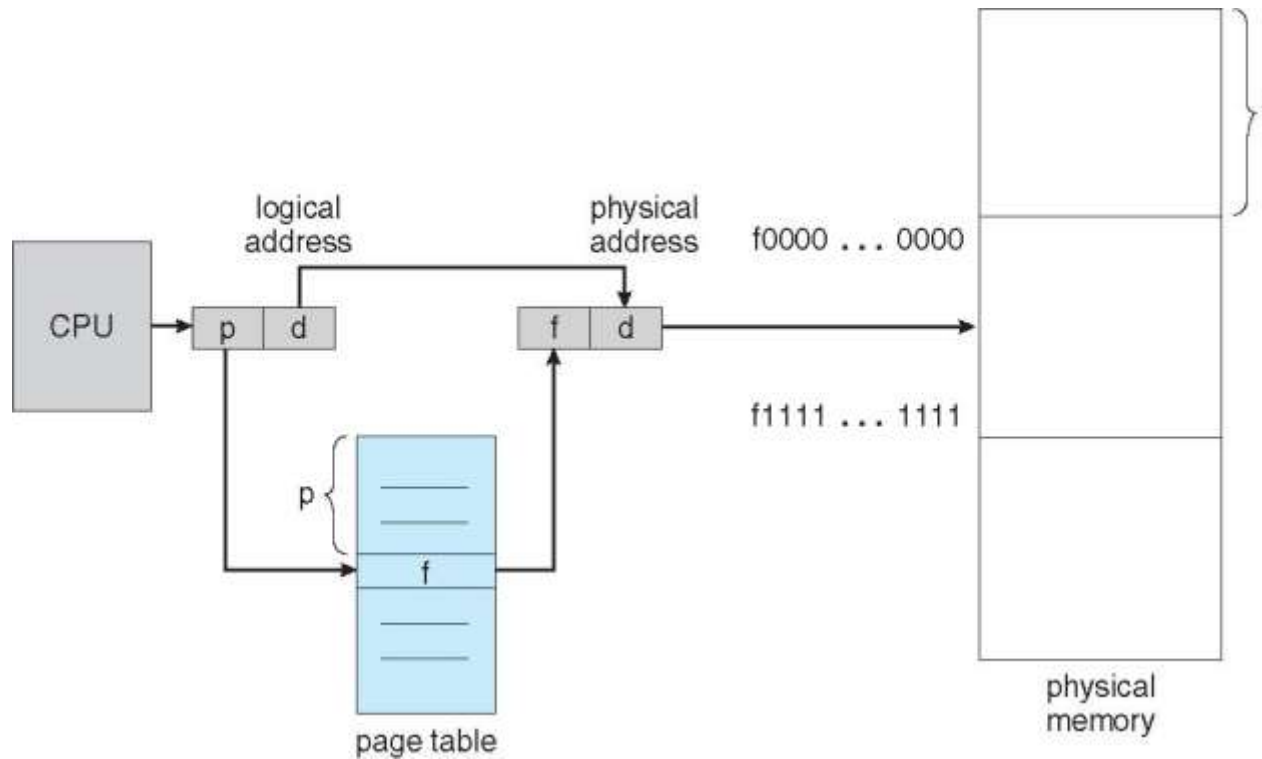 logical
address
physical
address
f0000 ... 0000
CPU
p
d
f
d
f1111 ... 1111
p
f
page table
physical
memory